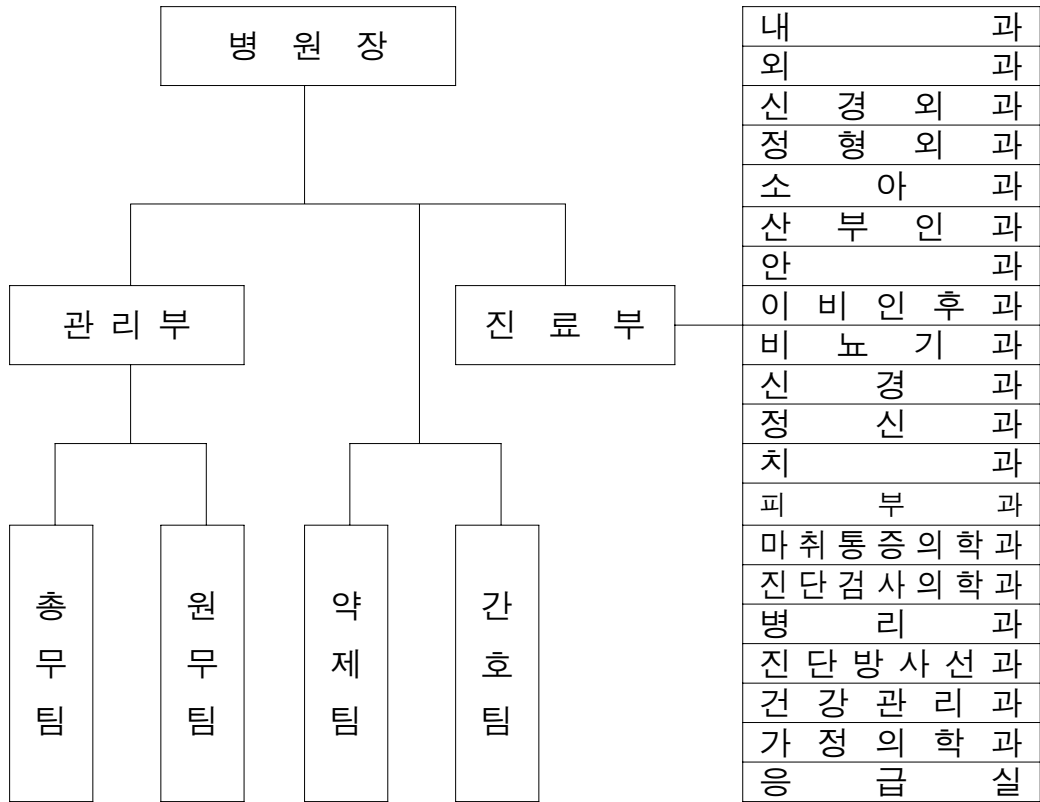 병 원 장
관 리 부
진 료 부
총무팀
원무팀
약제팀
간호팀
내 과
외 과
신 경 외 과
정 형 외 과
소 아 과
산 부 인 과
안 과
이 비 인 후 과
비 뇨 기 과
신 경 과
정 신 과
치 과
피 부 과
마 취 통 증 의 학 과
진 단 검 사 의 학 과
병 리 과
진 단 방 사 선 과
건 강 관 리 과
가 정 의 학 과
응 급 실